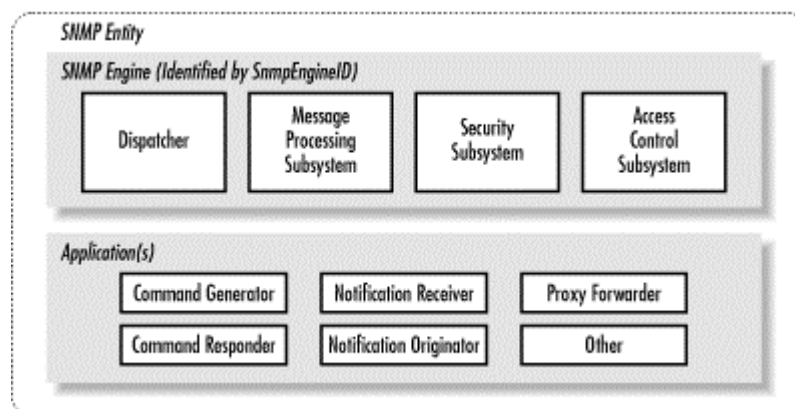 SNMP Entity
SNMP Engine (Identified by SnmpEngineID)
Dispatcher
Message
Processing
Subsystem
Security
Subsystem
Access
Control
Subsystem
Application(s)
Command Generator
Notification Receiver
Proxy Forwarder
Command Responder
Notification Originator
Other